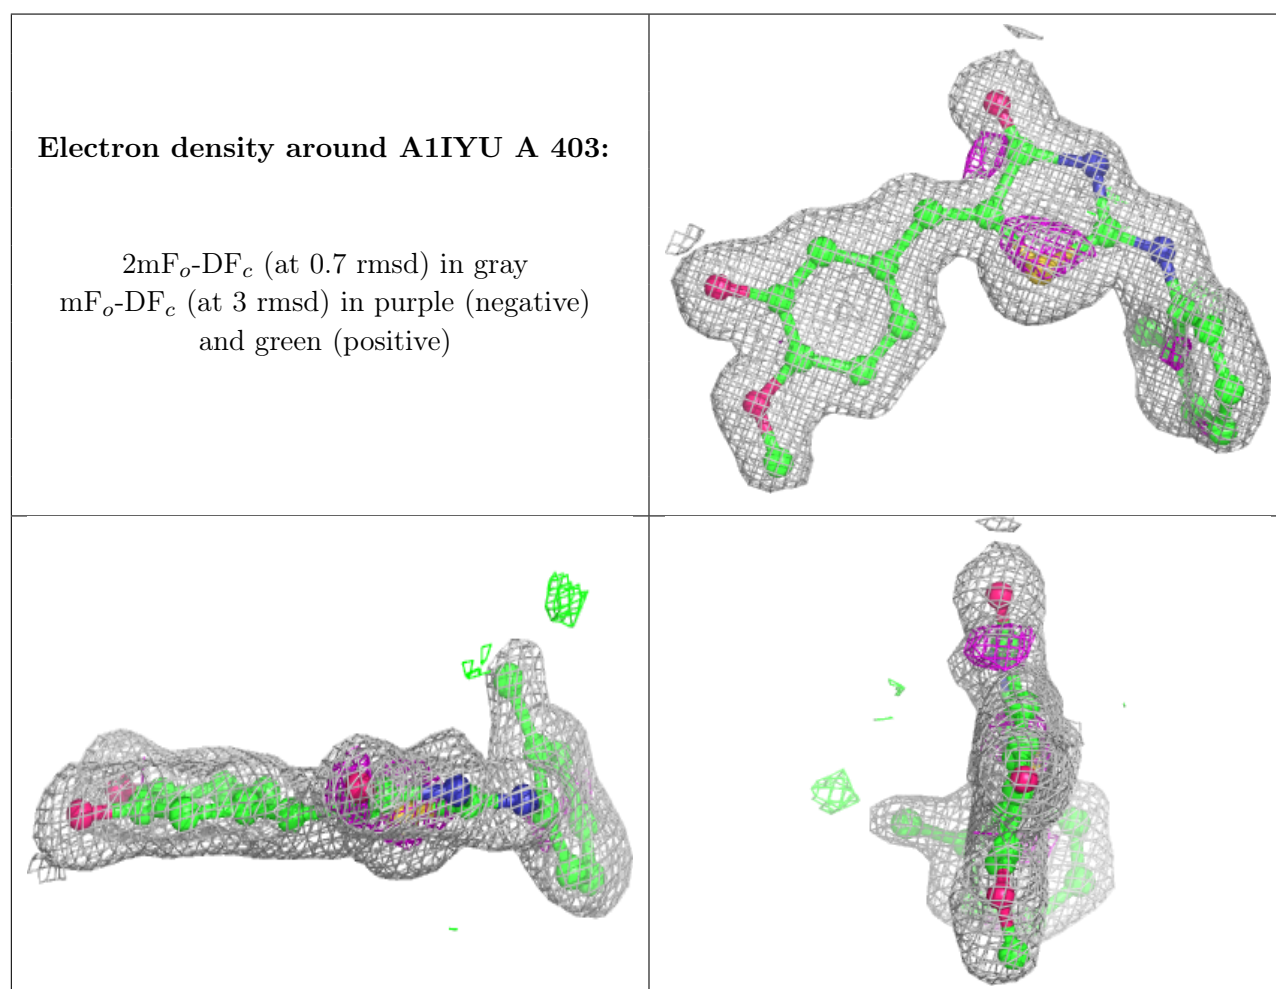 Electron density around A1IYU A 403:
2mFo-DFc (at 0.7 rmsd) in gray
mFo-DFc (at 3 rmsd) in purple (negative)
and green (positive)